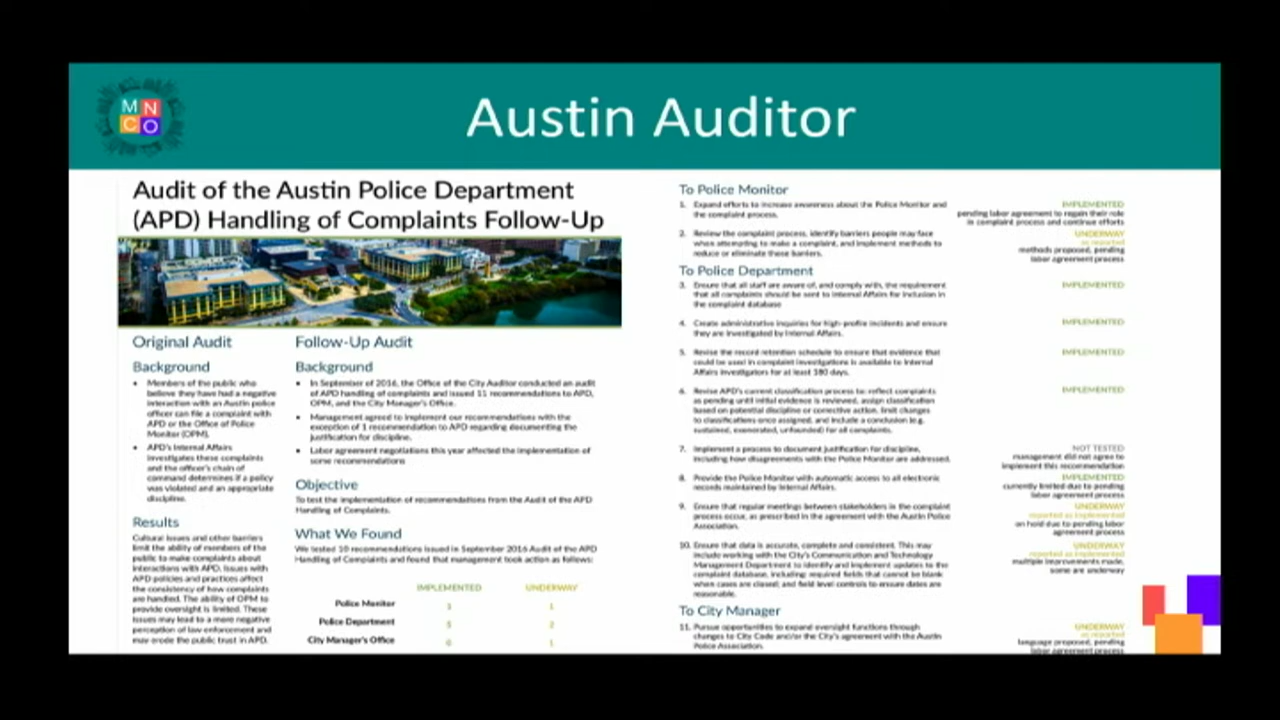 MN
CO
Austin Auditor
Audit of the Austin Police Department
(APD) Handling of Complaints Follow-Up
Original Audit
Background
• Members of the public who
believe they have had a negative
interaction with an Austin police
officer can file a complaint with
APD or the Office of Police
Monitor (OPM).
• APD's Internal Affairs
investigates these complaints
and the officer's chain of
command determines if a policy
was violated and an appropriate
discipline.
Results
Cultural issues and other barriers
limit the ability of members of the
public to make complaints about
interactions with APD. Issues with
APD policies and practices affect
the consistency of how complaints
are handled. The ability of OPM to
provide oversight is limited. These
issues may lead to a more negative
perception of law enforcement and
may erode the public trust in APD.
Follow-Up Audit
Background
• In September of 2016, the Office of the City Auditor conducted an audit
of APD handling of complaints and issued 11 recommendations to APD,
OPM, and the City Manager's Office.
• Management agreed to implement our recommendations with the
exception of 1 recommendation to APD regarding documenting the
justification for discipline.
• Labor agreement negotiations this year affected the implementation of
some recommendations
Objective
To test the implementation of recommendations from the Audit of the APD
Handling of Complaints.
What We Found
We tested 10 recommendations issued in September 2016 Audit of the APD
Handling of Complaints and found that management took action as follows:
IMPLEMENTED UNDERWAY
Police Monitor 1 1
Police Department 5 2
City Manager's Office 0 1
To Police Monitor
1. Expand efforts to increase awareness about the Police Monitor and
the complaint process.
IMPLEMENTED
pending labor agreement to regain their role
in complaint process and continue efforts
2. Review the complaint process, identify barriers people may face
when attempting to make a complaint, and implement methods to
reduce or eliminate those barriers.
UNDERWAY
as reported
methods proposed, pending
labor agreement process
To Police Department
3. Ensure that all staff are aware of, and comply with, the requirement
that all complaints should be sent to Internal Affairs for inclusion in
the complaint database
IMPLEMENTED
4. Create administrative inquiries for high-profile incidents and ensure
they are investigated by Internal Affairs.
IMPLEMENTED
5. Revise the record retention schedule to ensure that evidence that
could be used in complaint investigations is available to Internal
Affairs investigators for at least 180 days.
IMPLEMENTED
6. Revise APD's current classification process to: reflect complaints
as pending until initial evidence is reviewed, assign classification
based on potential discipline or corrective action, limit changes
to classifications once assigned, and include a conclusion (e.g.
sustained, exonerated, unfounded) for all complaints.
IMPLEMENTED
7. Implement a process to document justification for discipline,
including how disagreements with the Police Monitor are addressed.
NOT TESTED
management did not agree to
implement this recommendation
8. Provide the Police Monitor with automatic access to all electronic
records maintained by Internal Affairs.
IMPLEMENTED
currently limited due to pending
labor agreement process
9. Ensure that regular meetings between stakeholders in the complaint
process occur, as prescribed in the agreement with the Austin Police
Association.
UNDERWAY
reported as implemented
on hold due to pending labor
agreement process
10. Ensure that data is accurate, complete and consistent. This may
include working with the City's Communication and Technology
Management Department to identify and implement updates to the
complaint database, including: required fields that cannot be blank
when cases are closed; and field level controls to ensure dates are
reasonable.
UNDERWAY
reported as implemented
multiple improvements made,
some are underway
To City Manager
11. Pursue opportunities to expand oversight functions through
changes to City Code and/or the City's agreement with the Austin
Police Association.
UNDERWAY
as reported
language proposed, pending
labor agreement process